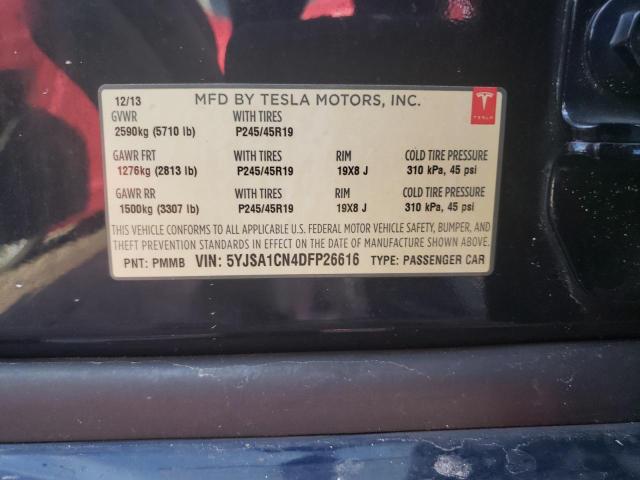 12/13 MFD BY TESLA MOTORS, INC.
TESLA
GVWR WITH TIRES
2590kg (5710 lb) P245/45R19
GAWR FRT WITH TIRES RIM COLD TIRE PRESSURE
1276kg (2813 lb) P245/45R19 19X8 J 310 kPa, 45 psi
GAWR RR WITH TIRES RIM COLD TIRE PRESSURE
1500kg (3307 lb) P245/45R19 19X8 J 310 kPa, 45 psi
THIS VEHICLE CONFORMS TO ALL APPLICABLE U.S. FEDERAL MOTOR VEHICLE SAFETY, BUMPER, AND
THEFT PREVENTION STANDARDS IN EFFECT ON THE DATE OF MANUFACTURE SHOWN ABOVE.
PNT: PMMB VIN: 5YJSA1CN4DFP26616 TYPE: PASSENGER CAR